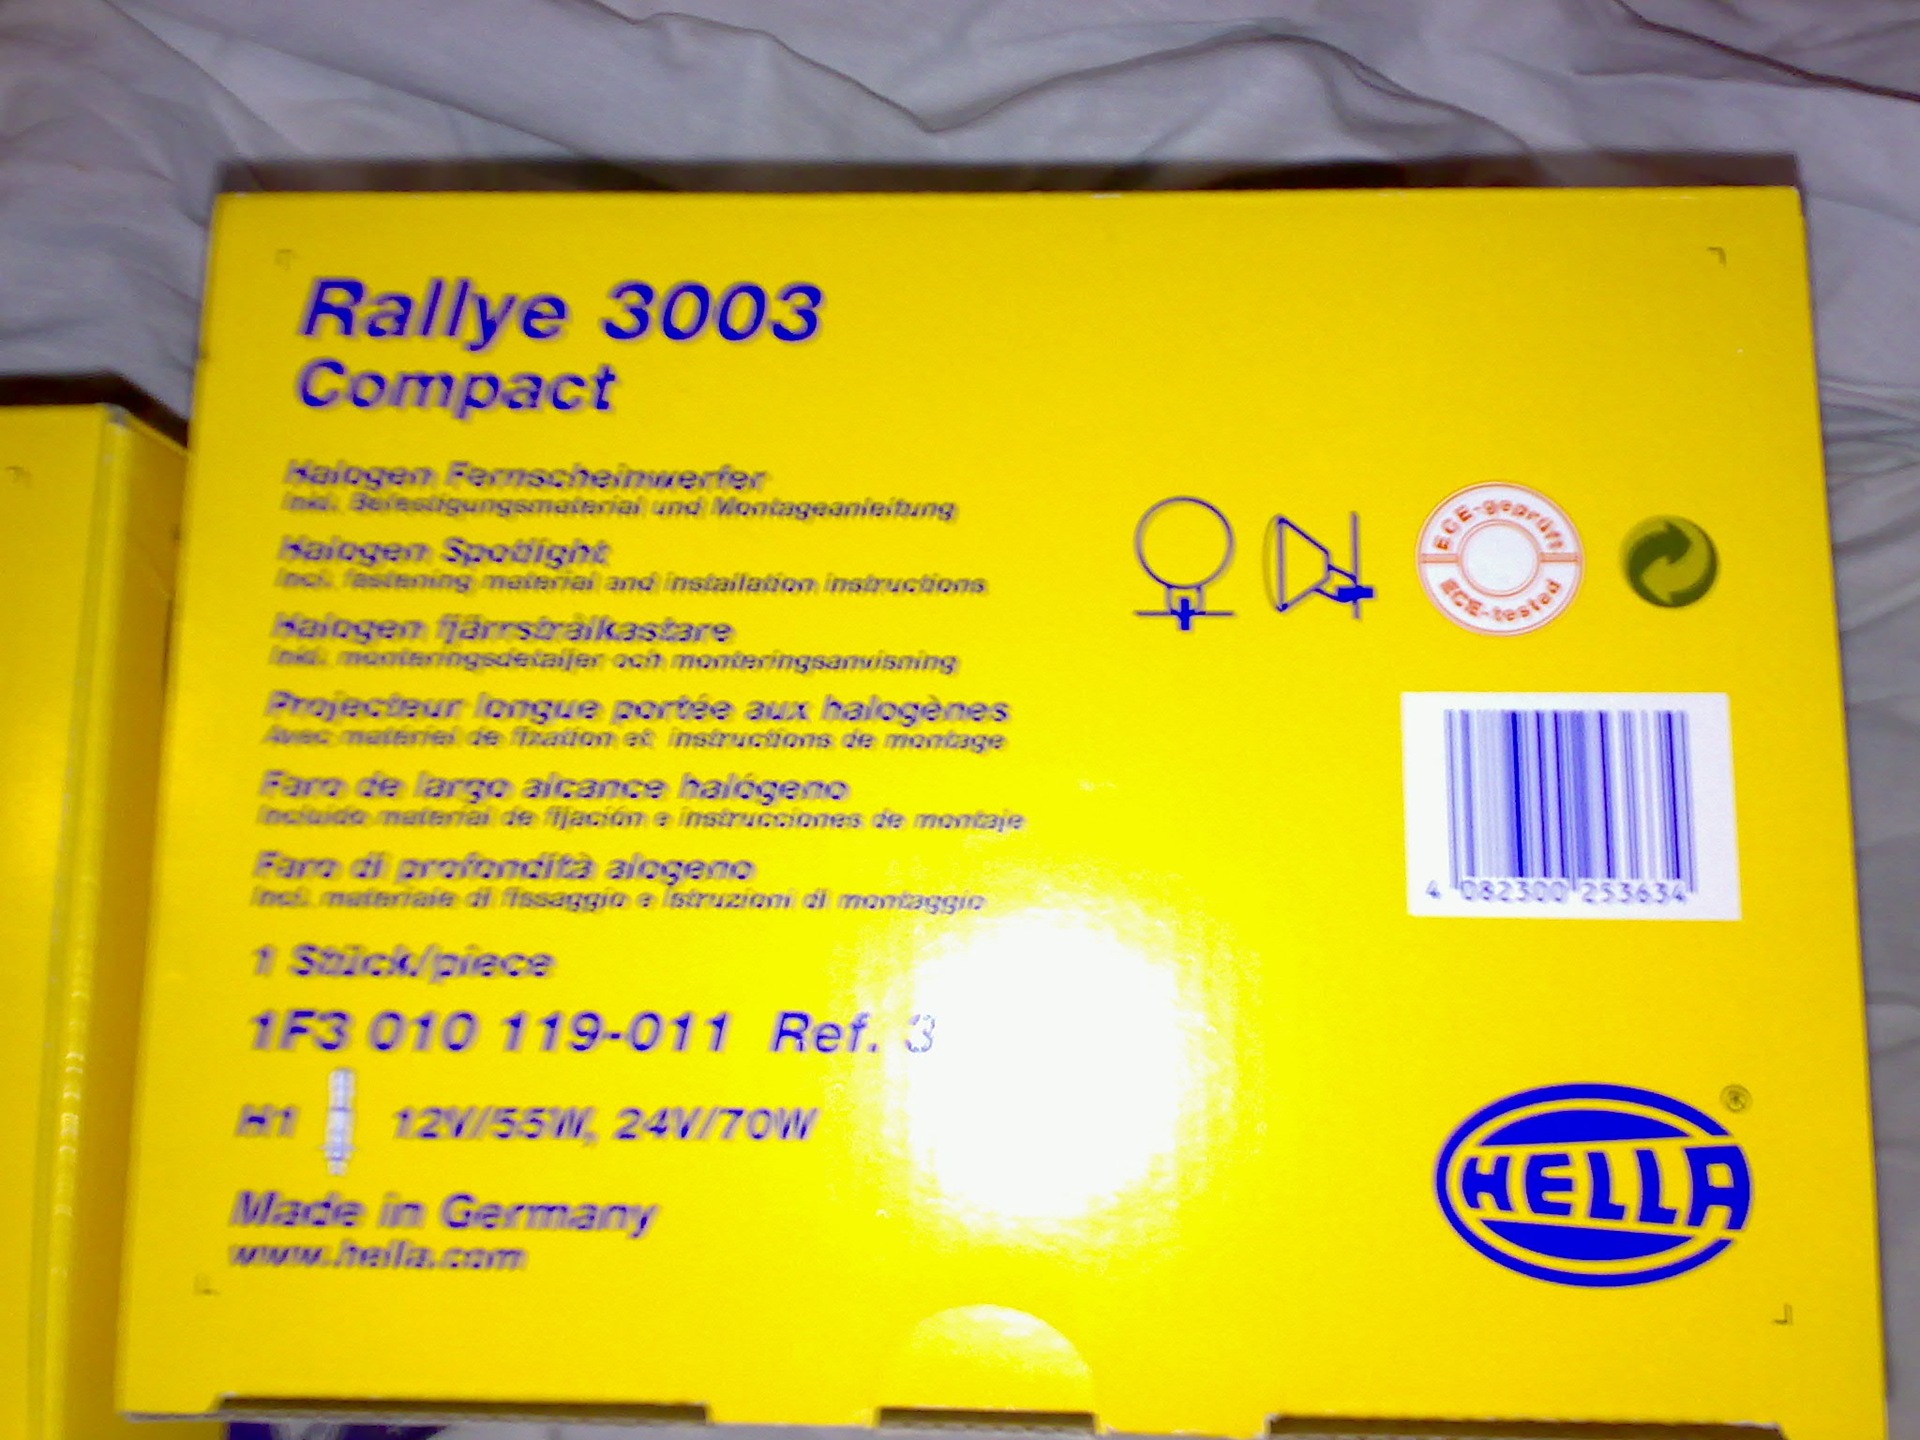 Rallye 3003
Compact
Halogen Fernscheinwerfer
Inkl. Befestigungsmaterial und Montageanleitung
Halogen Spotlight
Incl. fastening material and installation instructions
Halogen fjärrstrålkastare
Inkl. monteringsdetaljer och monteringsanvisning
Projecteur longue portée aux halogènes
Avec matériel de fixation et instructions de montage
Faro de largo alcance halógeno
Incluido material de fijación e instrucciones de montaje
Faro di profondità alogeno
Incl. materiale di fissaggio e istruzioni di montaggio
1 Stück/piece
1F3 010 119-011 Ref. 3
H1 12V/55W, 24V/70W
Made in Germany
www.hella.com
ECE-geprüft
ECE-tested
4 082300 253634
HELLA ®